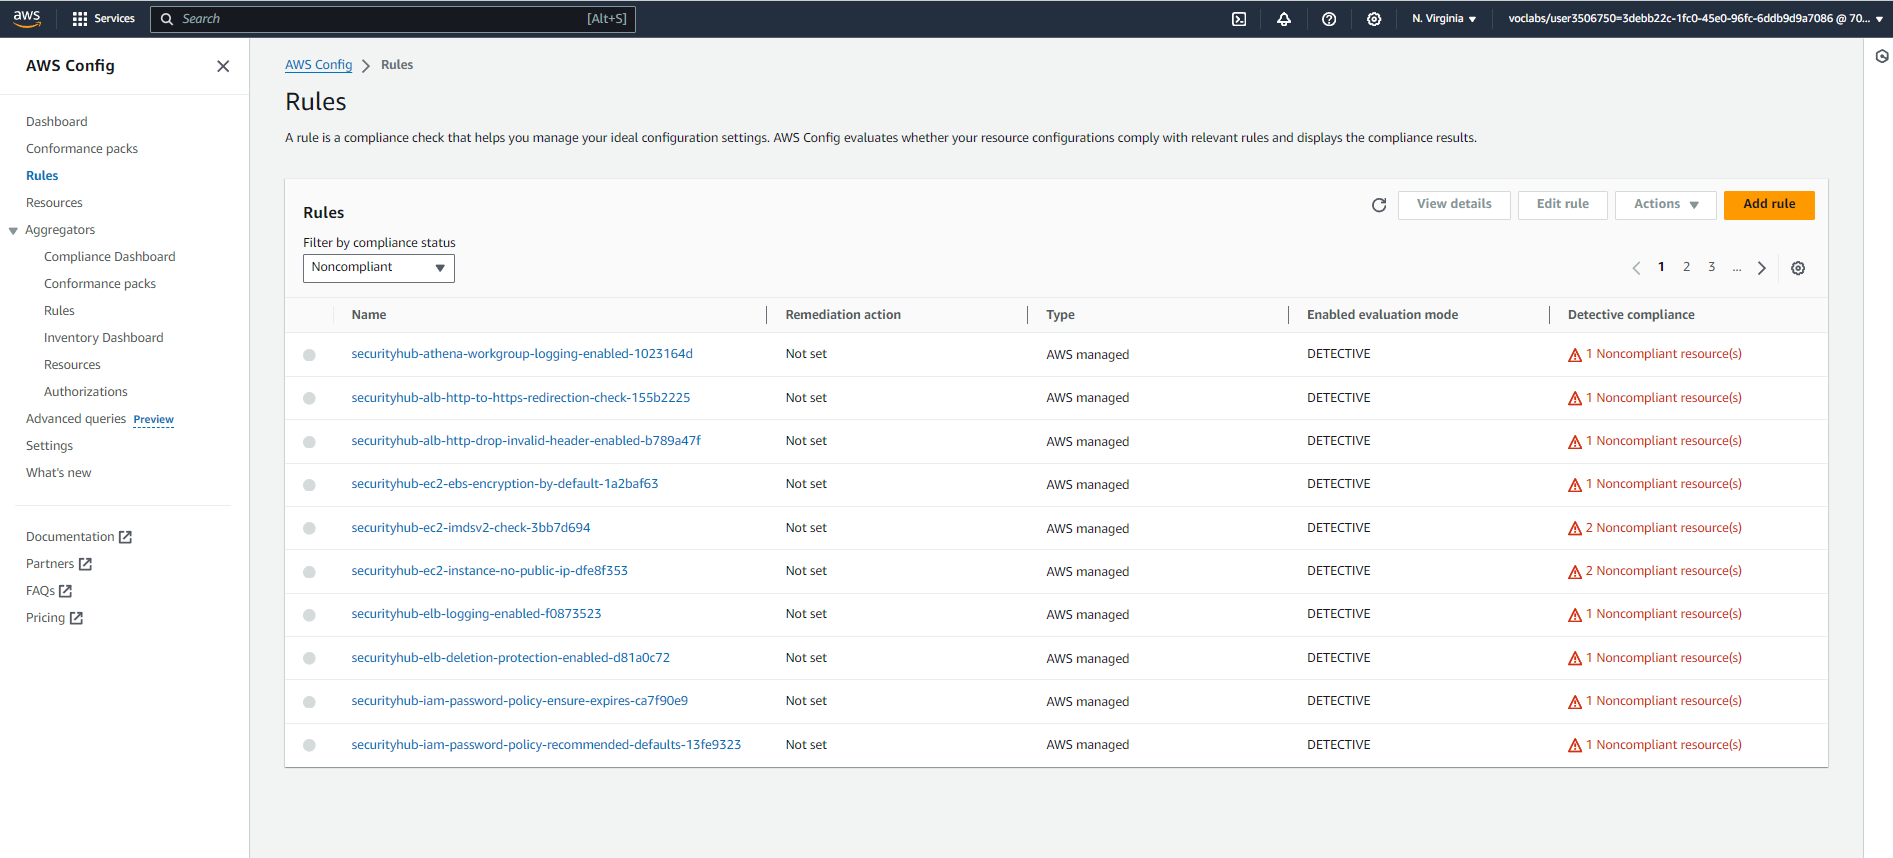 aws Services Search [Alt+S] N. Virginia voclabs/user3506750=3debb22c-1fc0-45e0-96fc-6ddb9d9a7086 @ 70...
AWS Config
Dashboard
Conformance packs
Rules
Resources
Aggregators
Compliance Dashboard
Conformance packs
Rules
Inventory Dashboard
Resources
Authorizations
Advanced queries Preview
Settings
What's new
Documentation
Partners
FAQs
Pricing
AWS Config Rules
Rules
A rule is a compliance check that helps you manage your ideal configuration settings. AWS Config evaluates whether your resource configurations comply with relevant rules and displays the compliance results.
Rules View details Edit rule Actions Add rule
Filter by compliance status
Noncompliant 1 2 3 ...
Name Remediation action Type Enabled evaluation mode Detective compliance
securityhub-athena-workgroup-logging-enabled-1023164d Not set AWS managed DETECTIVE 1 Noncompliant resource(s)
securityhub-alb-http-to-https-redirection-check-155b2225 Not set AWS managed DETECTIVE 1 Noncompliant resource(s)
securityhub-alb-http-drop-invalid-header-enabled-b789a47f Not set AWS managed DETECTIVE 1 Noncompliant resource(s)
securityhub-ec2-ebs-encryption-by-default-1a2baf63 Not set AWS managed DETECTIVE 1 Noncompliant resource(s)
securityhub-ec2-imdsv2-check-3bb7d694 Not set AWS managed DETECTIVE 2 Noncompliant resource(s)
securityhub-ec2-instance-no-public-ip-dfe8f353 Not set AWS managed DETECTIVE 2 Noncompliant resource(s)
securityhub-elb-logging-enabled-f0873523 Not set AWS managed DETECTIVE 1 Noncompliant resource(s)
securityhub-elb-deletion-protection-enabled-d81a0c72 Not set AWS managed DETECTIVE 1 Noncompliant resource(s)
securityhub-iam-password-policy-ensure-expires-ca7f90e9 Not set AWS managed DETECTIVE 1 Noncompliant resource(s)
securityhub-iam-password-policy-recommended-defaults-13fe9323 Not set AWS managed DETECTIVE 1 Noncompliant resource(s)